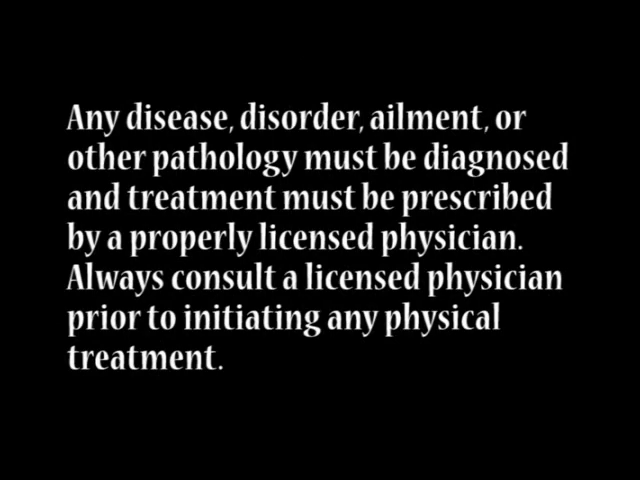 Any disease, disorder, ailment, or
other pathology must be diagnosed
and treatment must be prescribed
by a properly licensed physician.
Always consult a licensed physician
prior to initiating any physical
treatment.